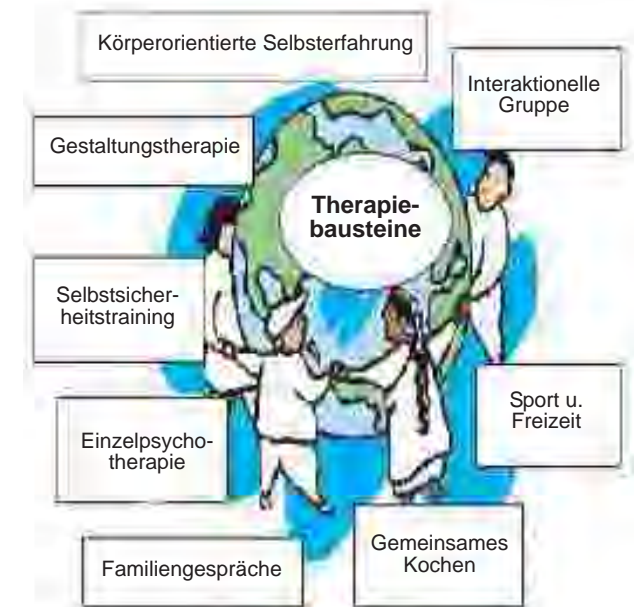 Körperorientierte Selbsterfahrung
Interaktionelle
Gruppe
Gestaltungstherapie
Therapie-
bausteine
Selbstsicher-
heitstraining
Sport u.
Freizeit
Einzelpsycho-
therapie
Gemeinsames
Kochen
Familiengespräche